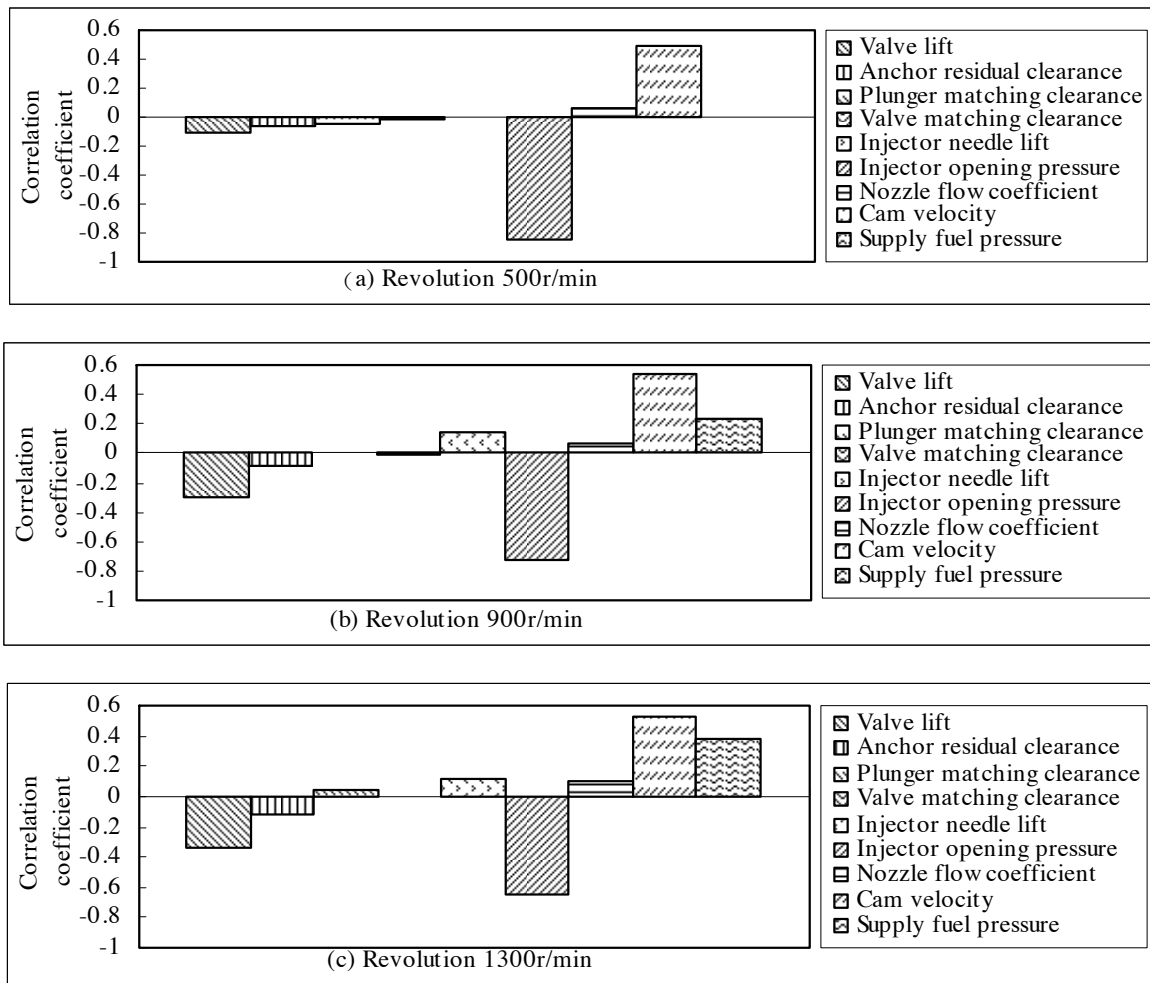 0.6
0.4
0.2
0
-0.2
-0.4
-0.6
-0.8
-1
Correlation
coefficient
Valve lift
Anchor residual clearance
Plunger matching clearance
Valve matching clearance
Injector needle lift
Injector opening pressure
Nozzle flow coefficient
Cam velocity
Supply fuel pressure
(a) Revolution 500r/min
0.6
0.4
0.2
0
-0.2
-0.4
-0.6
-0.8
-1
Correlation
coefficient
Valve lift
Anchor residual clearance
Plunger matching clearance
Valve matching clearance
Injector needle lift
Injector opening pressure
Nozzle flow coefficient
Cam velocity
Supply fuel pressure
(b) Revolution 900r/min
0.6
0.4
0.2
0
-0.2
-0.4
-0.6
-0.8
-1
Correlation
coefficient
Valve lift
Anchor residual clearance
Plunger matching clearance
Valve matching clearance
Injector needle lift
Injector opening pressure
Nozzle flow coefficient
Cam velocity
Supply fuel pressure
(c) Revolution 1300r/min